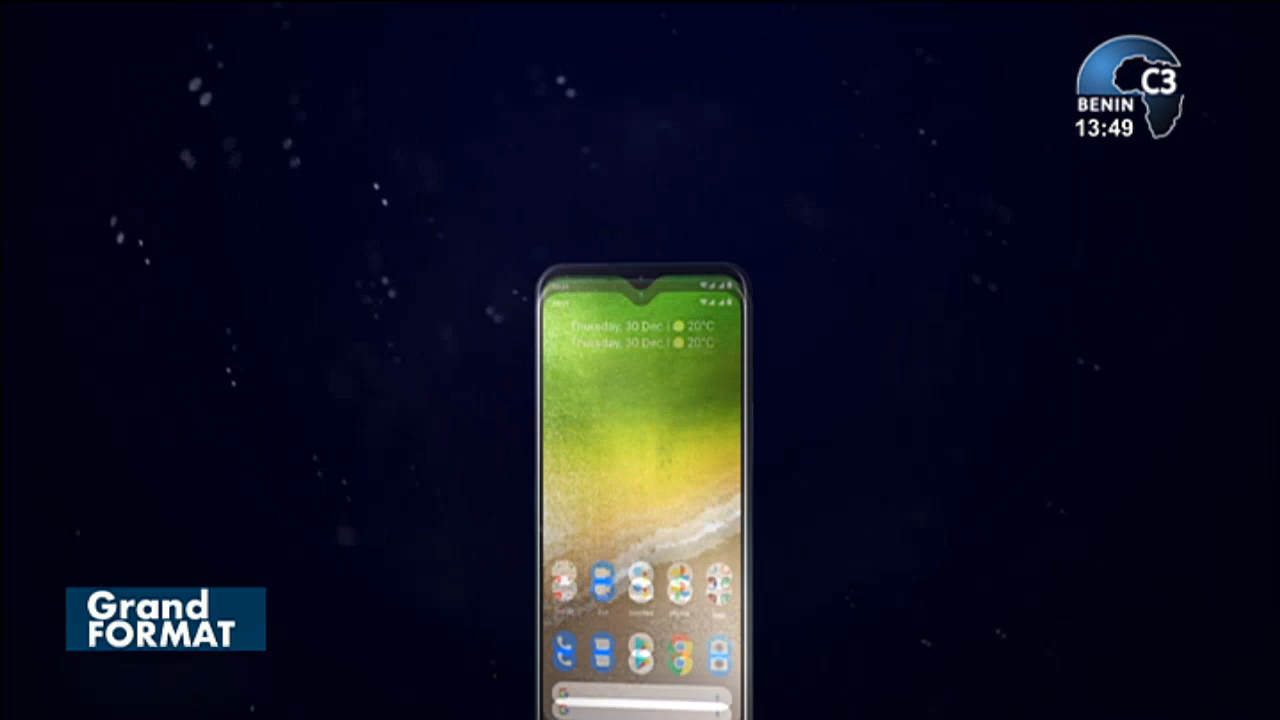 C3
BENIN
13:49
Thursday, 30 Dec | 20°C
Thursday, 30 Dec | 20°C
Grand
FORMAT